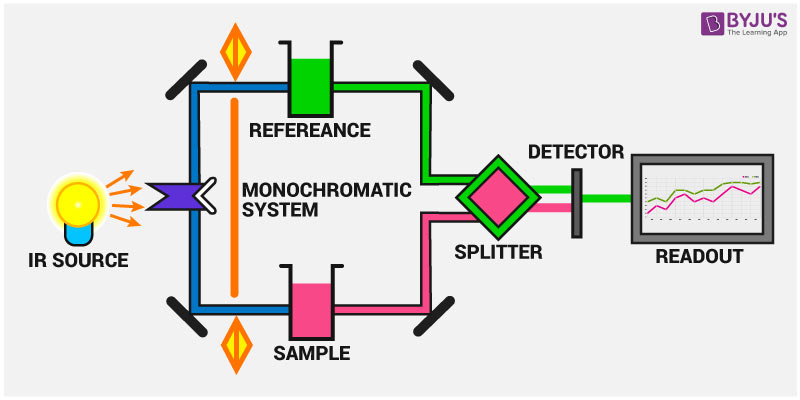 BYJU'S
The Learning App
REFEREANCE
DETECTOR
MONOCHROMATIC
SYSTEM
IR SOURCE
SPLITTER
READOUT
SAMPLE